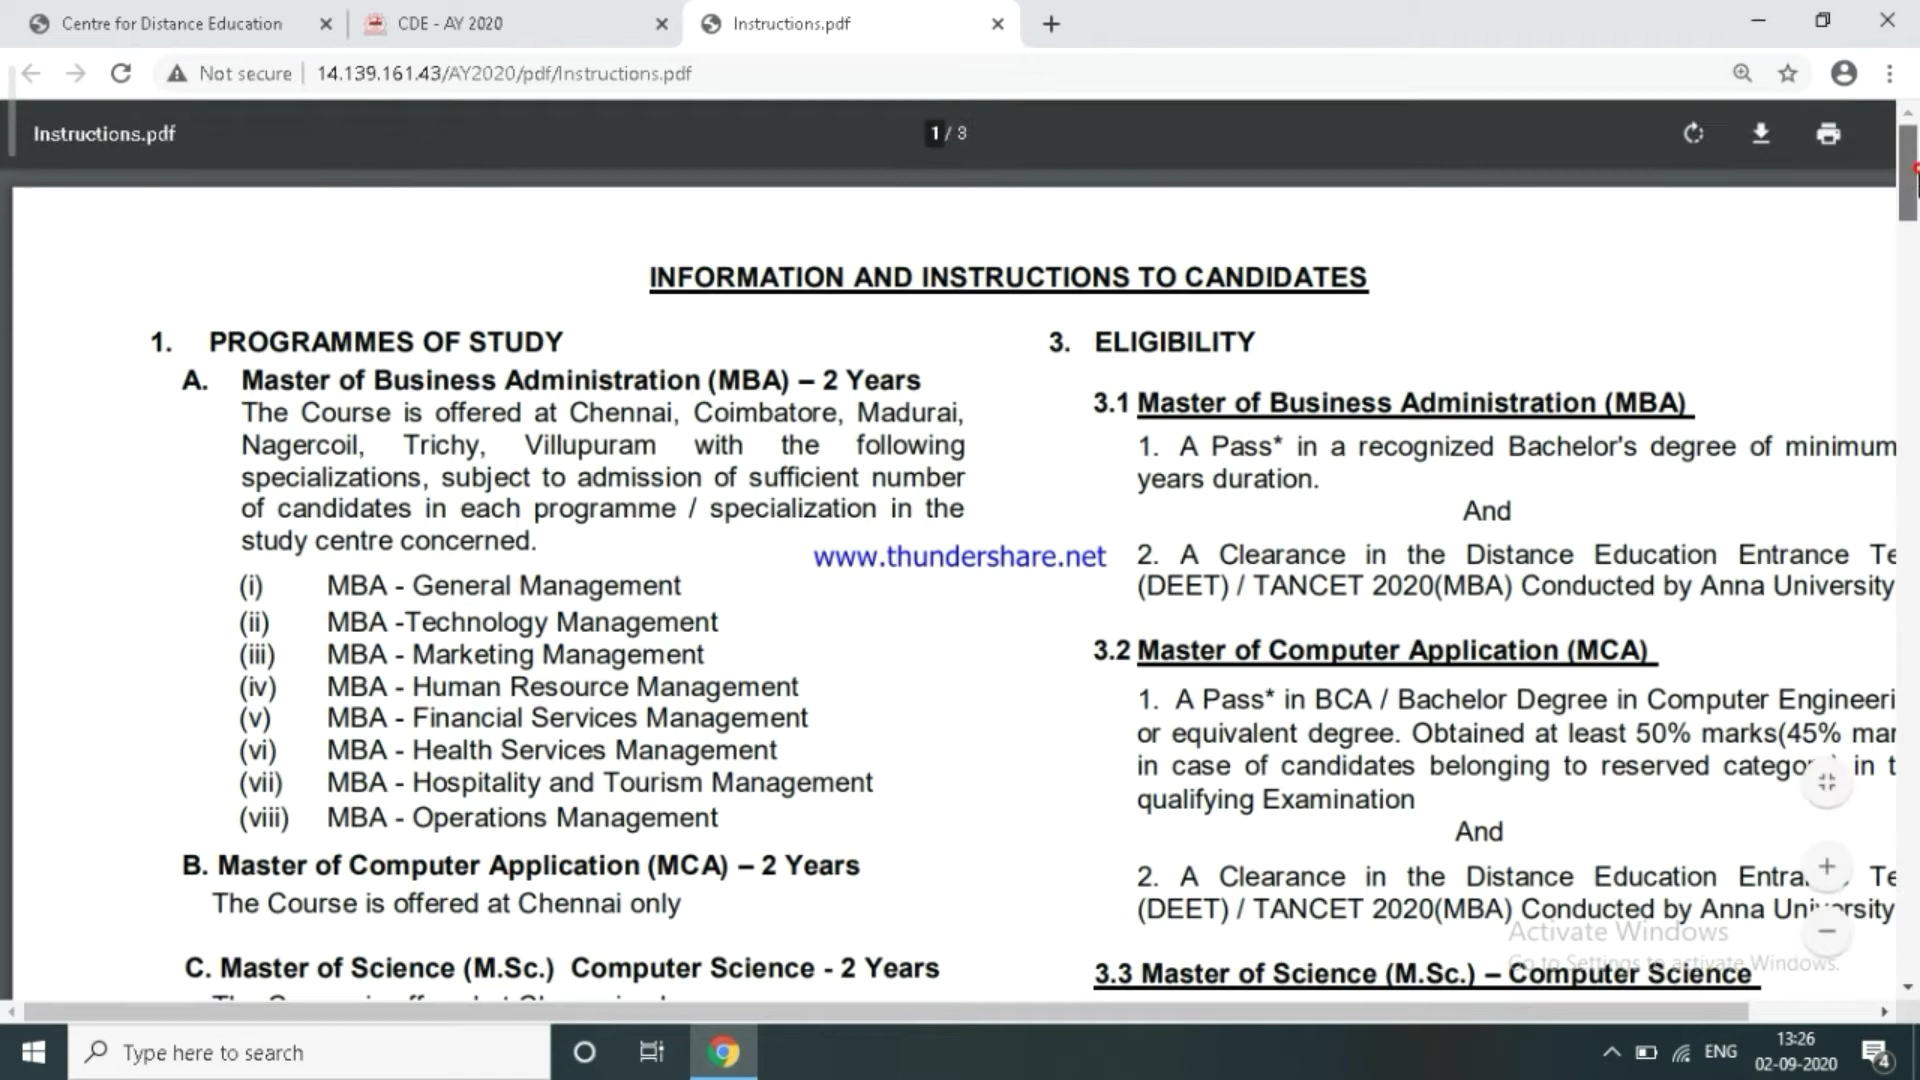 Centre for Distance Education
CDE - AY 2020
Instructions.pdf
Not secure
14.139.161.43/AY2020/pdf/Instructions.pdf
Instructions.pdf
1 / 3
INFORMATION AND INSTRUCTIONS TO CANDIDATES
1. PROGRAMMES OF STUDY
A. Master of Business Administration (MBA) – 2 Years
The Course is offered at Chennai, Coimbatore, Madurai,
Nagercoil, Trichy, Villupuram with the following
specializations, subject to admission of sufficient number
of candidates in each programme / specialization in the
study centre concerned.
(i) MBA - General Management
(ii) MBA -Technology Management
(iii) MBA - Marketing Management
(iv) MBA - Human Resource Management
(v) MBA - Financial Services Management
(vi) MBA - Health Services Management
(vii) MBA - Hospitality and Tourism Management
(viii) MBA - Operations Management
B. Master of Computer Application (MCA) – 2 Years
The Course is offered at Chennai only
C. Master of Science (M.Sc.) Computer Science - 2 Years
www.thundershare.net
3. ELIGIBILITY
3.1 Master of Business Administration (MBA)
1. A Pass* in a recognized Bachelor's degree of minimum
years duration.
And
2. A Clearance in the Distance Education Entrance Te
(DEET) / TANCET 2020(MBA) Conducted by Anna University
3.2 Master of Computer Application (MCA)
1. A Pass* in BCA / Bachelor Degree in Computer Engineeri
or equivalent degree. Obtained at least 50% marks(45% mar
in case of candidates belonging to reserved category in t
qualifying Examination
And
2. A Clearance in the Distance Education Entra Te
(DEET) / TANCET 2020(MBA) Conducted by Anna University
3.3 Master of Science (M.Sc.) – Computer Science
Activate Windows
Go to Settings to activate Windows.
Type here to search
ENG
13:26
02-09-2020
4